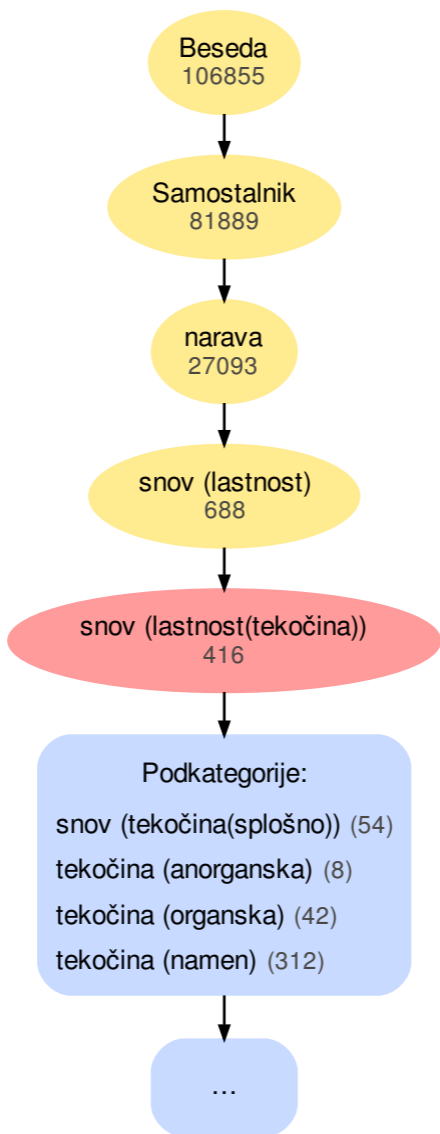 Beseda
106855
Samostalnik
81889
narava
27093
snov (lastnost)
688
snov (lastnost(tekočina))
416
Podkategorije:
snov (tekočina(splošno)) (54)
tekočina (anorganska) (8)
tekočina (organska) (42)
tekočina (namen) (312)
...